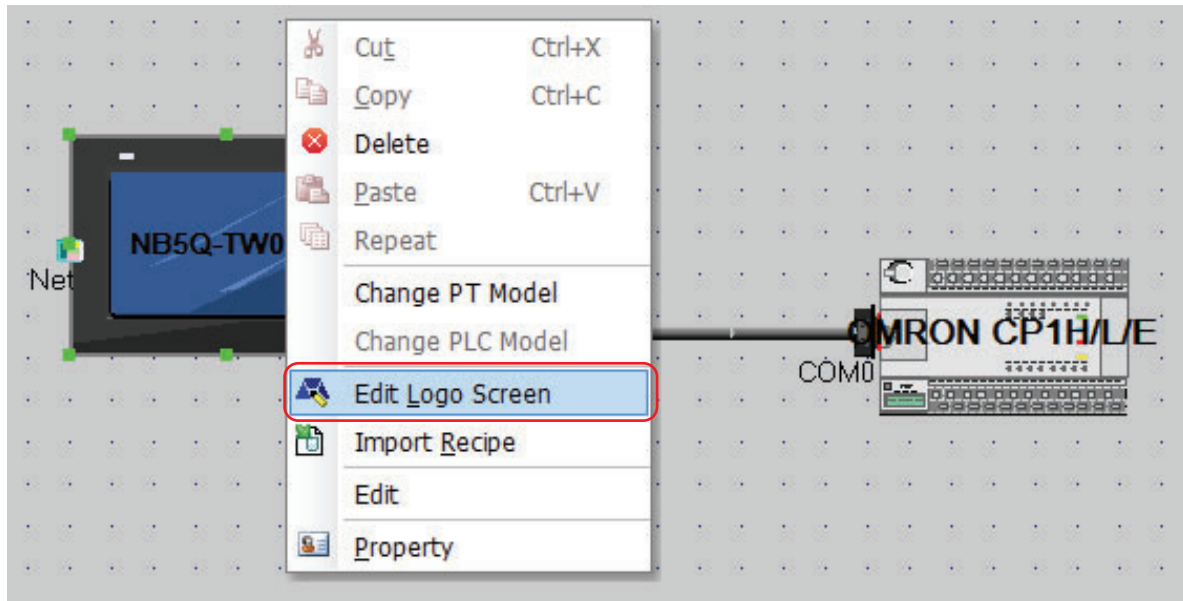 Cut Ctrl+X
Copy Ctrl+C
Delete
Paste Ctrl+V
Repeat
Change PT Model
Change PLC Model
Edit Logo Screen
Import Recipe
Edit
Property
NB5Q-TW0
Net
OMRON CP1H/L/E
COM0